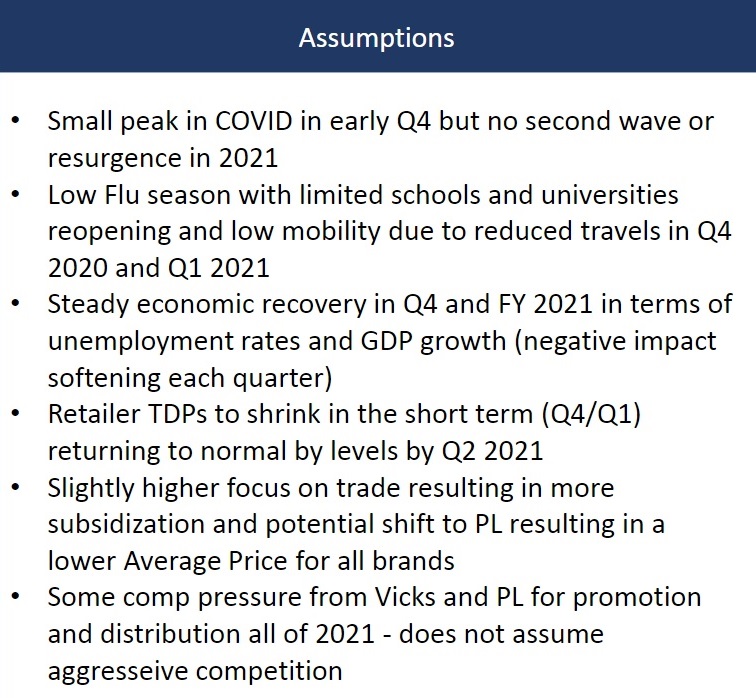 Assumptions
• Small peak in COVID in early Q4 but no second wave or
resurgence in 2021
• Low Flu season with limited schools and universities
reopening and low mobility due to reduced travels in Q4
2020 and Q1 2021
• Steady economic recovery in Q4 and FY 2021 in terms of
unemployment rates and GDP growth (negative impact
softening each quarter)
• Retailer TDPs to shrink in the short term (Q4/Q1)
returning to normal by levels by Q2 2021
• Slightly higher focus on trade resulting in more
subsidization and potential shift to PL resulting in a
lower Average Price for all brands
• Some comp pressure from Vicks and PL for promotion
and distribution all of 2021 - does not assume
aggresseive competition